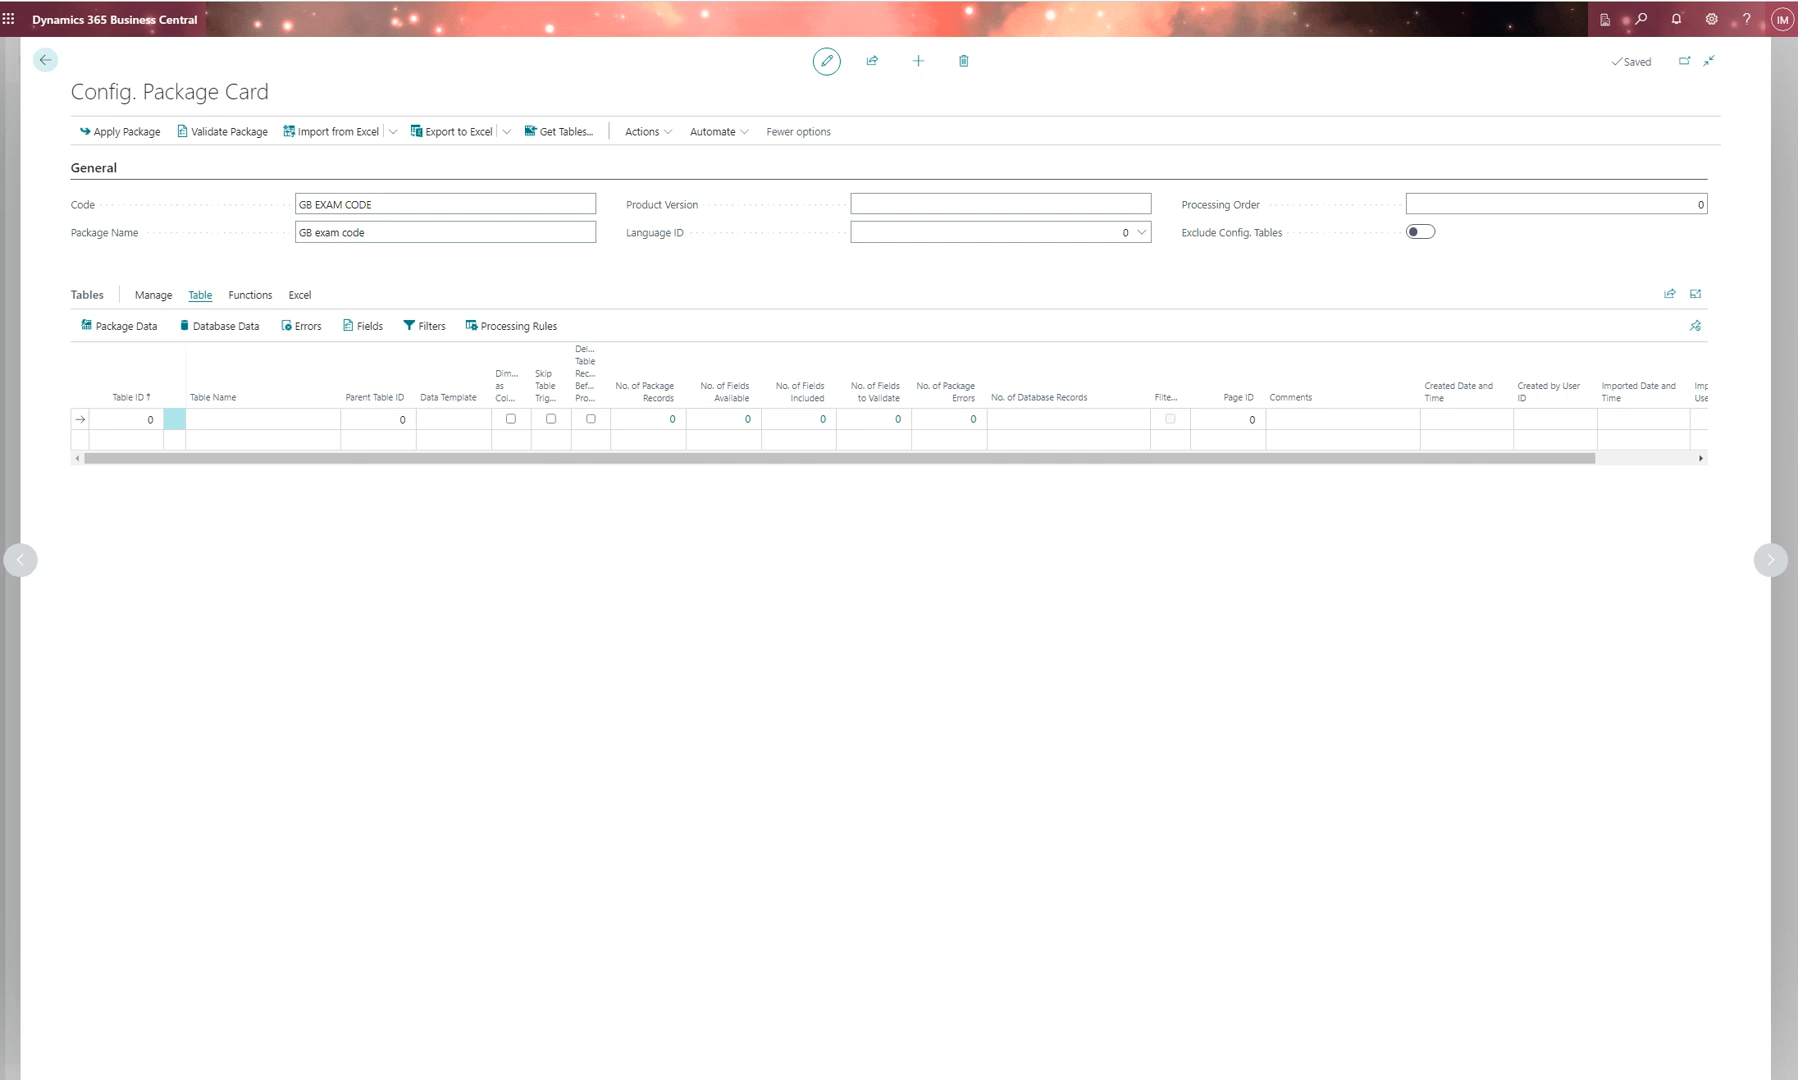 Dynamics 365 Business Central
?
IM
Saved
Config. Package Card
Apply Package
Validate Package
Import from Excel
Export to Excel
Get Tables...
Actions
Automate
Fewer options
General
Code
GB EXAM CODE
Product Version
Processing Order
0
Package Name
GB exam code
Language ID
0
Exclude Config. Tables
Tables
Manage
Table
Functions
Excel
Package Data
Database Data
Errors
Fields
Filters
Processing Rules
Table ID ↑
Table Name
Parent Table ID
Data Template
Dim...
as
Col...
Skip
Table
Trig...
Del...
Table
Rec...
Bef...
Pro...
No. of Package
Records
No. of Fields
Available
No. of Fields
Included
No. of Fields
to Validate
No. of Package
Errors
No. of Database Records
Filte...
Page ID
Comments
Created Date and
Time
Created by User
ID
Imported Date and
Time
Imp
Use
0
0
0
0
0
0
0
0